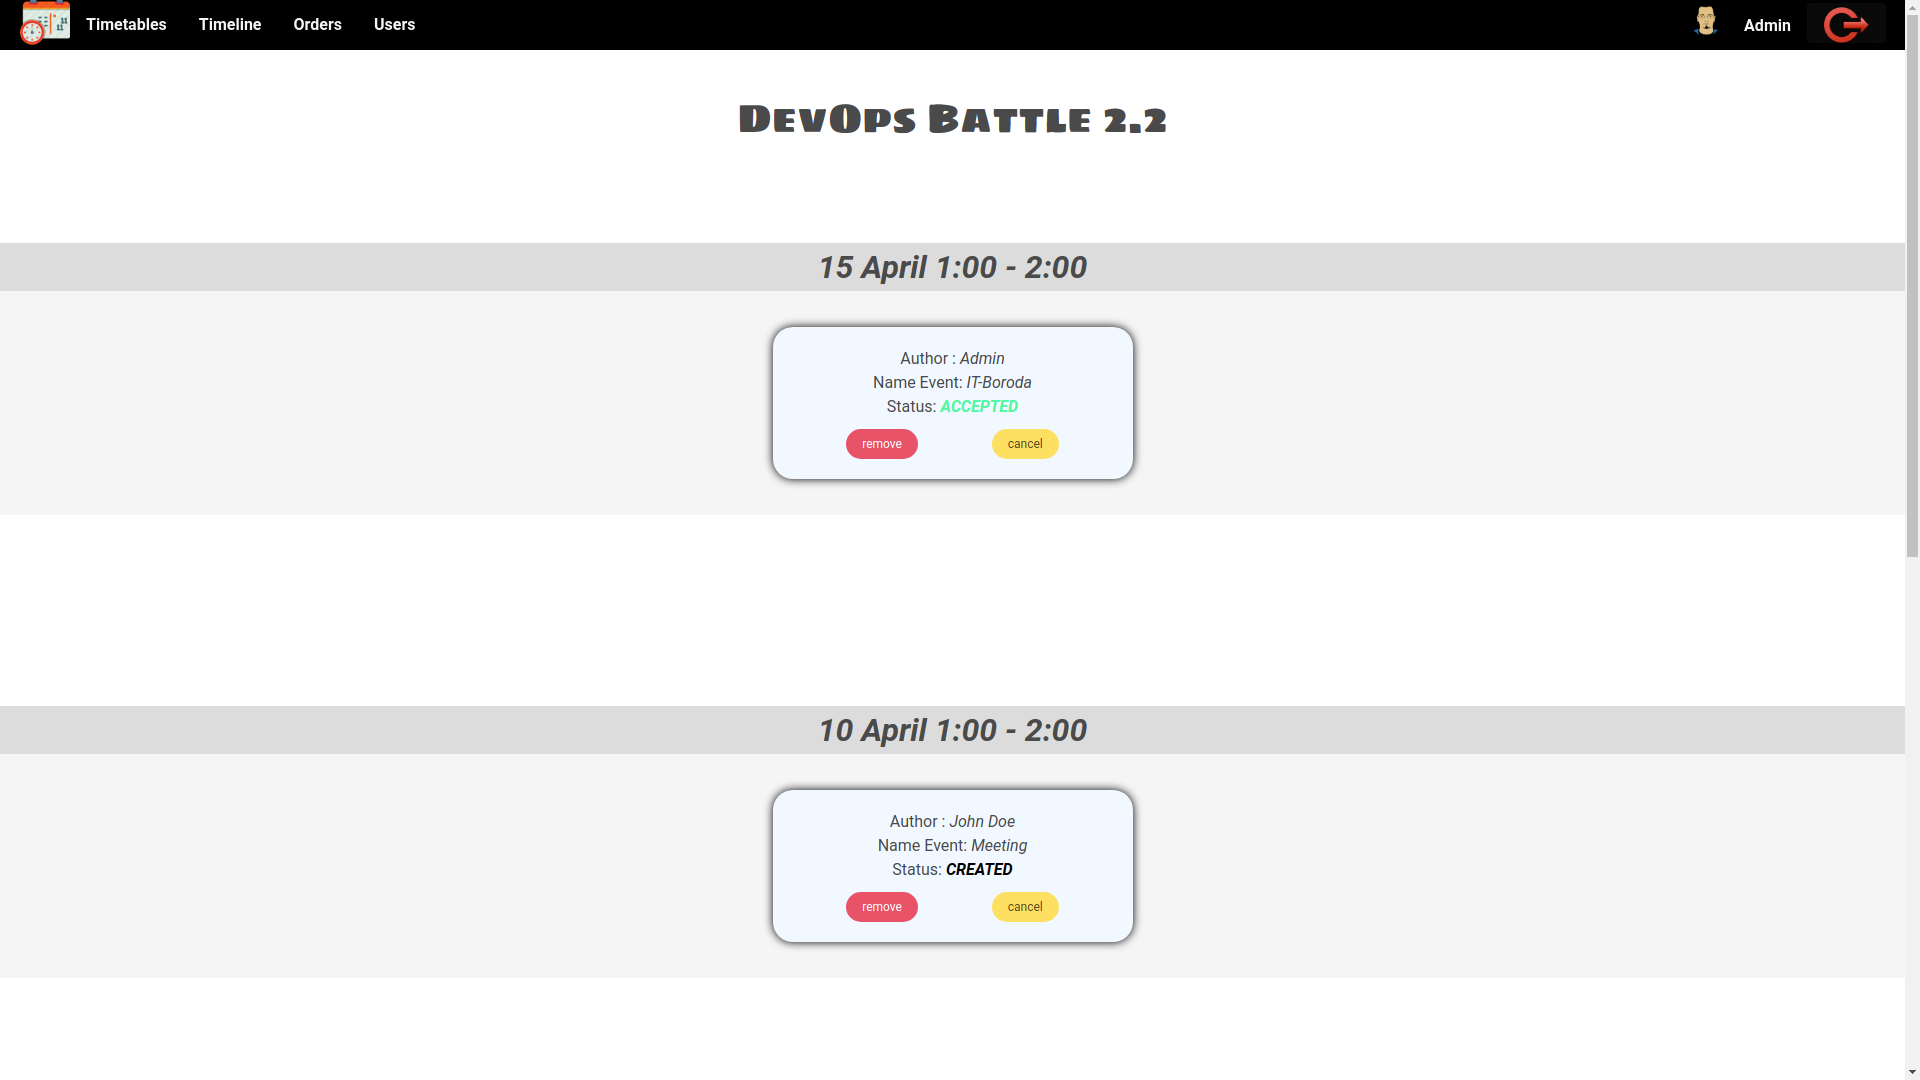 Timetables Timeline Orders Users Admin
DevOps Battle 2.2
15 April 1:00 - 2:00
Author : Admin
Name Event: IT-Boroda
Status: ACCEPTED
remove cancel
10 April 1:00 - 2:00
Author : John Doe
Name Event: Meeting
Status: CREATED
remove cancel